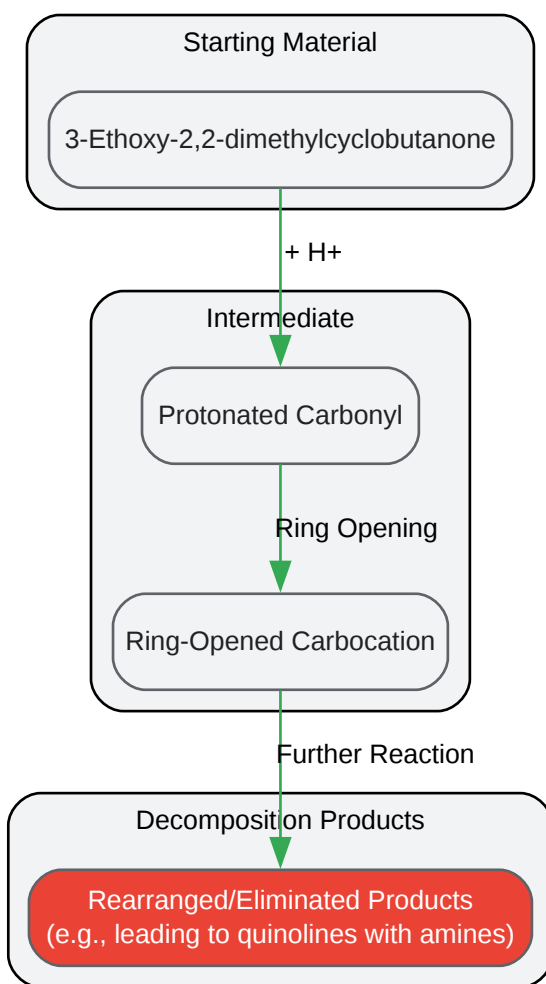 Starting Material
3-Ethoxy-2,2-dimethylcyclobutanone
+ H+
Intermediate
Protonated Carbonyl
Ring Opening
Ring-Opened Carbocation
Further Reaction
Decomposition Products
Rearranged/Eliminated Products
(e.g., leading to quinolines with amines)